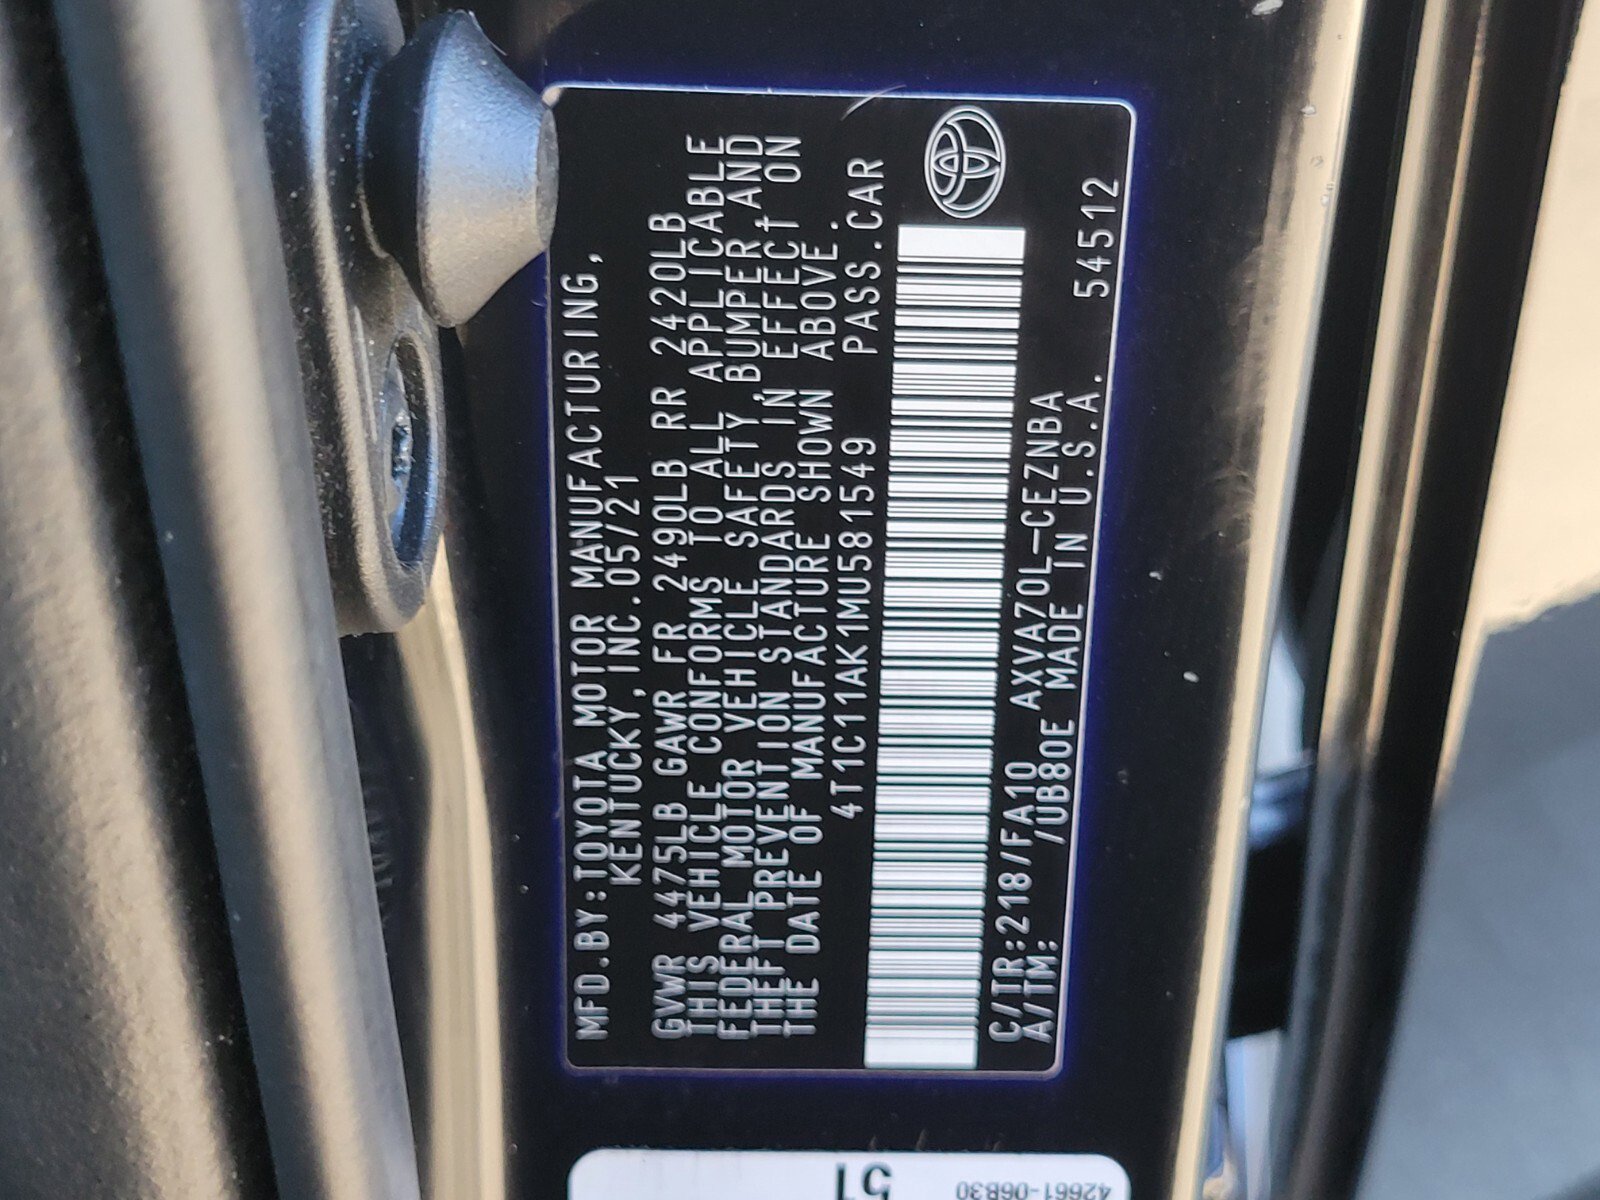 MFD.BY:TOYOTA MOTOR MANUFACTURING,
KENTUCKY,INC.05/21
GVWR 4475LB GAWR FR 2490LB RR 2420LB
THIS VEHICLE CONFORMS TO ALL APPLICABLE
FEDERAL MOTOR VEHICLE SAFETY,BUMPER,AND
THEFT PREVENTION STANDARDS IN EFFECt ON
THE DATE OF MANUFACTURE SHOWN ABOVE.
4T1C11AK1MU581549 PASS.CAR
C/TR:218/FA10 AXVA70L-CEZNBA
A/TM: /UB80E MADE IN U.S.A. 54512
51
42661-06B30